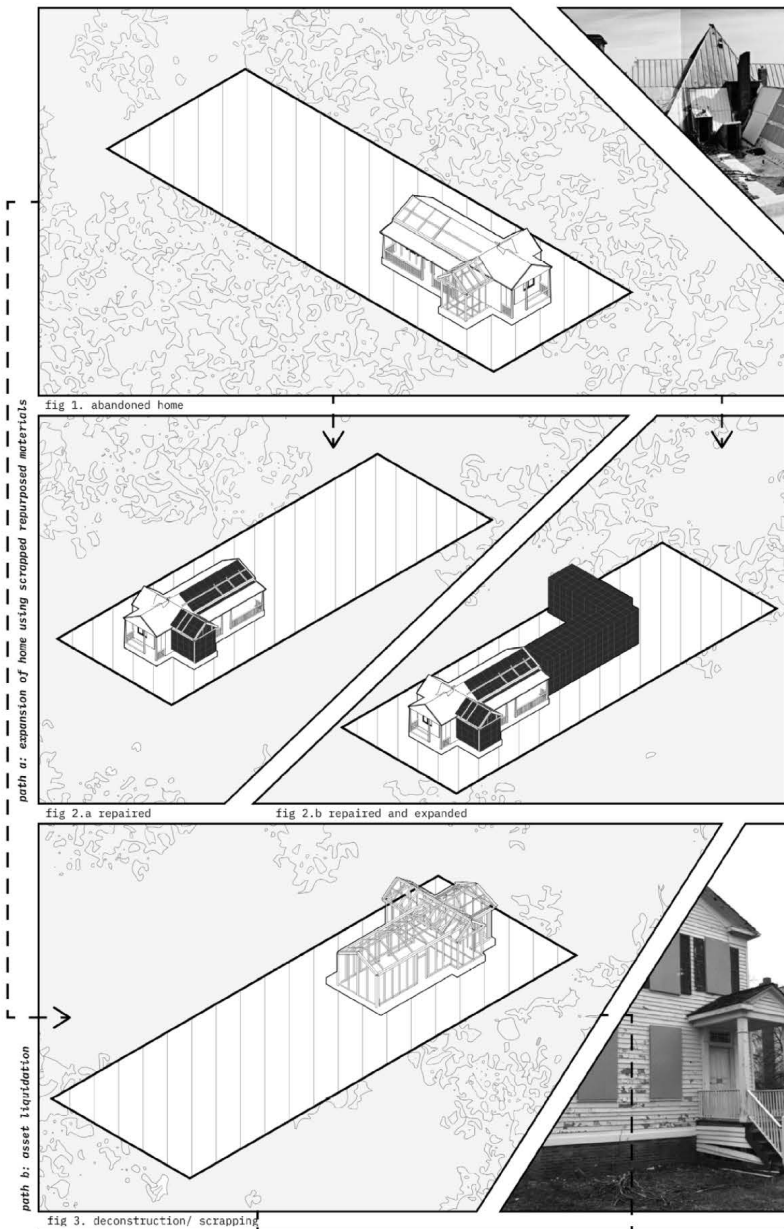 fig 1. abandoned home
path a: expansion of home using scrapped repurposed materials
fig 2.a repaired
fig 2.b repaired and expanded
path b: asset liquidation
fig 3. deconstruction/ scrapping